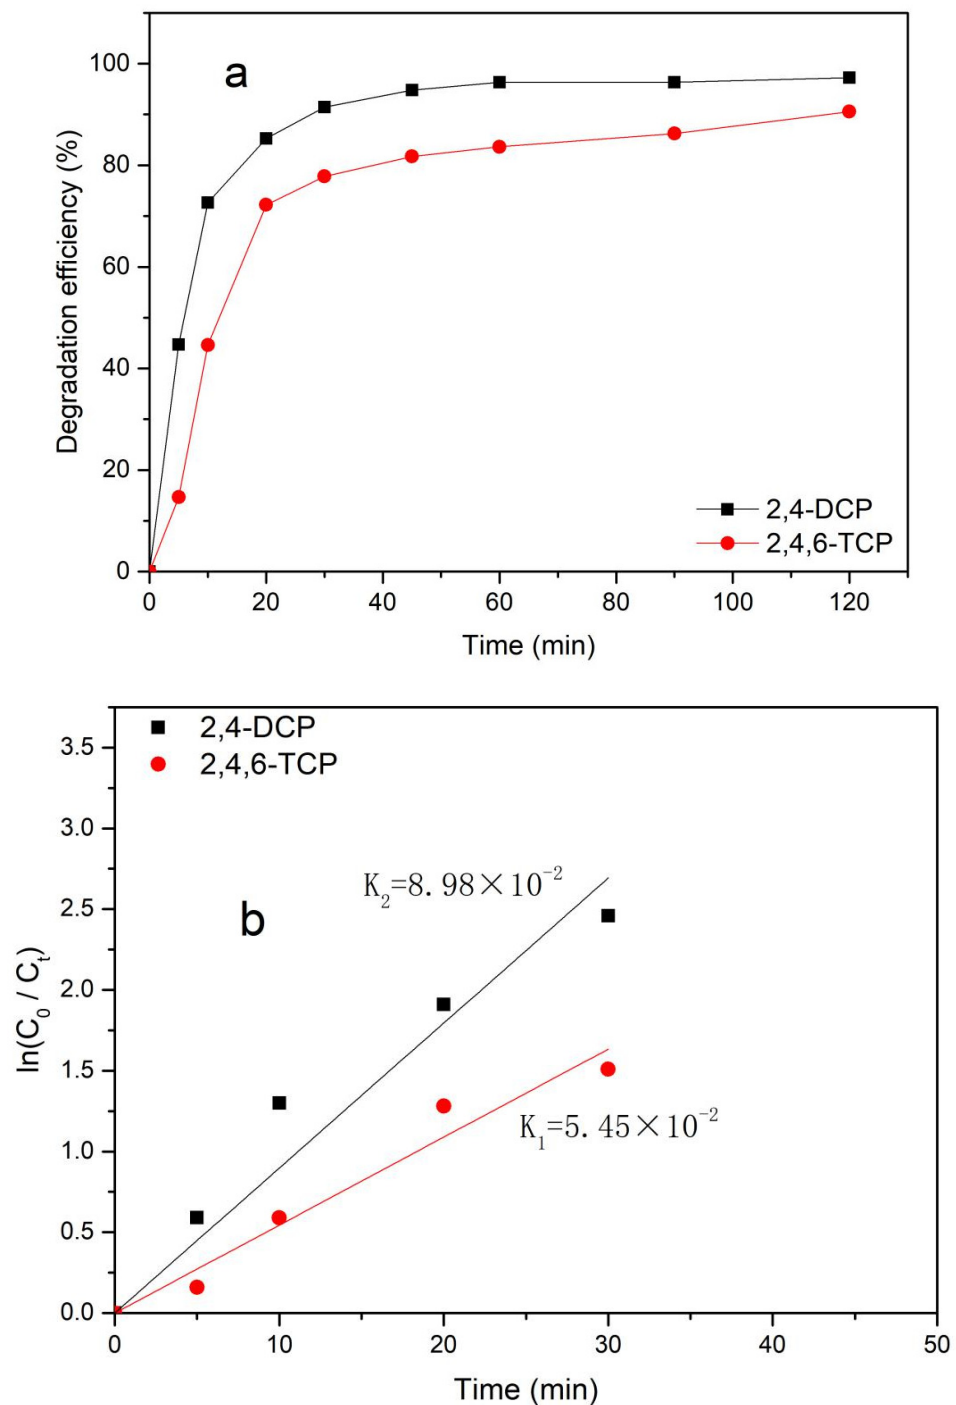 a
100
80
60
40
20
0
Degradation efficiency (%)
2,4-DCP
2,4,6-TCP
0 20 40 60 80 100 120
Time (min)
2,4-DCP
2,4,6-TCP
3.5
3.0
2.5
2.0
1.5
1.0
0.5
0.0
ln(C₀ / Cₜ)
K₂=8.98×10⁻²
b
K₁=5.45×10⁻²
0 10 20 30 40 50
Time (min)